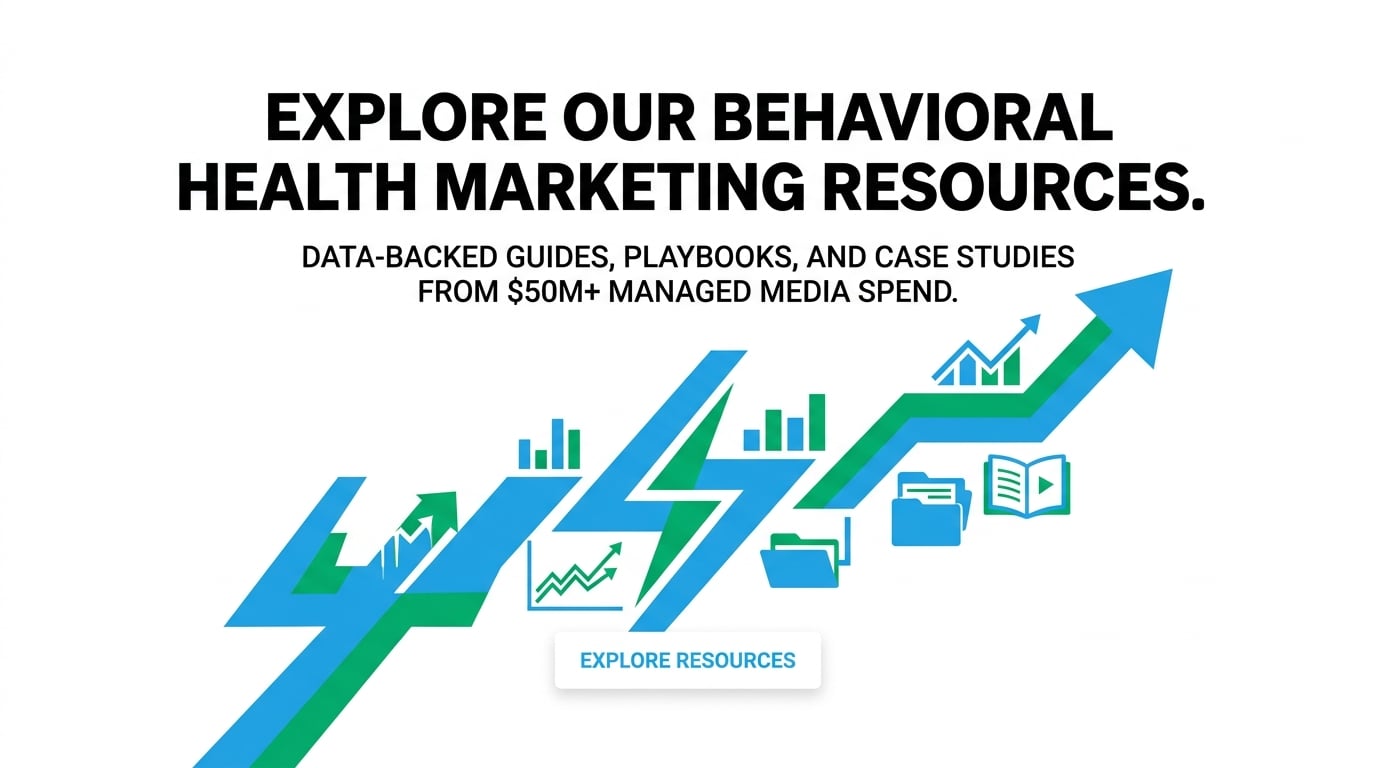 EXPLORE OUR BEHAVIORAL
HEALTH MARKETING RESOURCES.
DATA-BACKED GUIDES, PLAYBOOKS, AND CASE STUDIES
FROM $50M+ MANAGED MEDIA SPEND.
EXPLORE RESOURCES